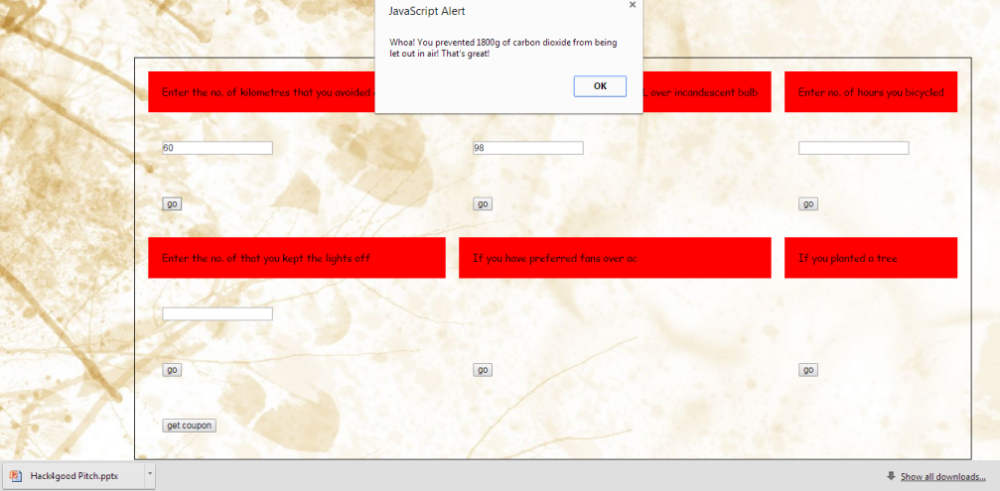 JavaScript Alert
Whoa! You prevented 1800g of carbon dioxide from being
let out in air! That's great!
OK
Enter the no. of kilometres that you avoided
L over incandescent bulb
Enter no. of hours you bicycled
60
98
go
go
go
Enter the no. of that you kept the lights off
If you have preferred fans over ac
If you planted a tree
go
go
go
get coupon
Hack4good Pitch.pptx
Show all downloads...